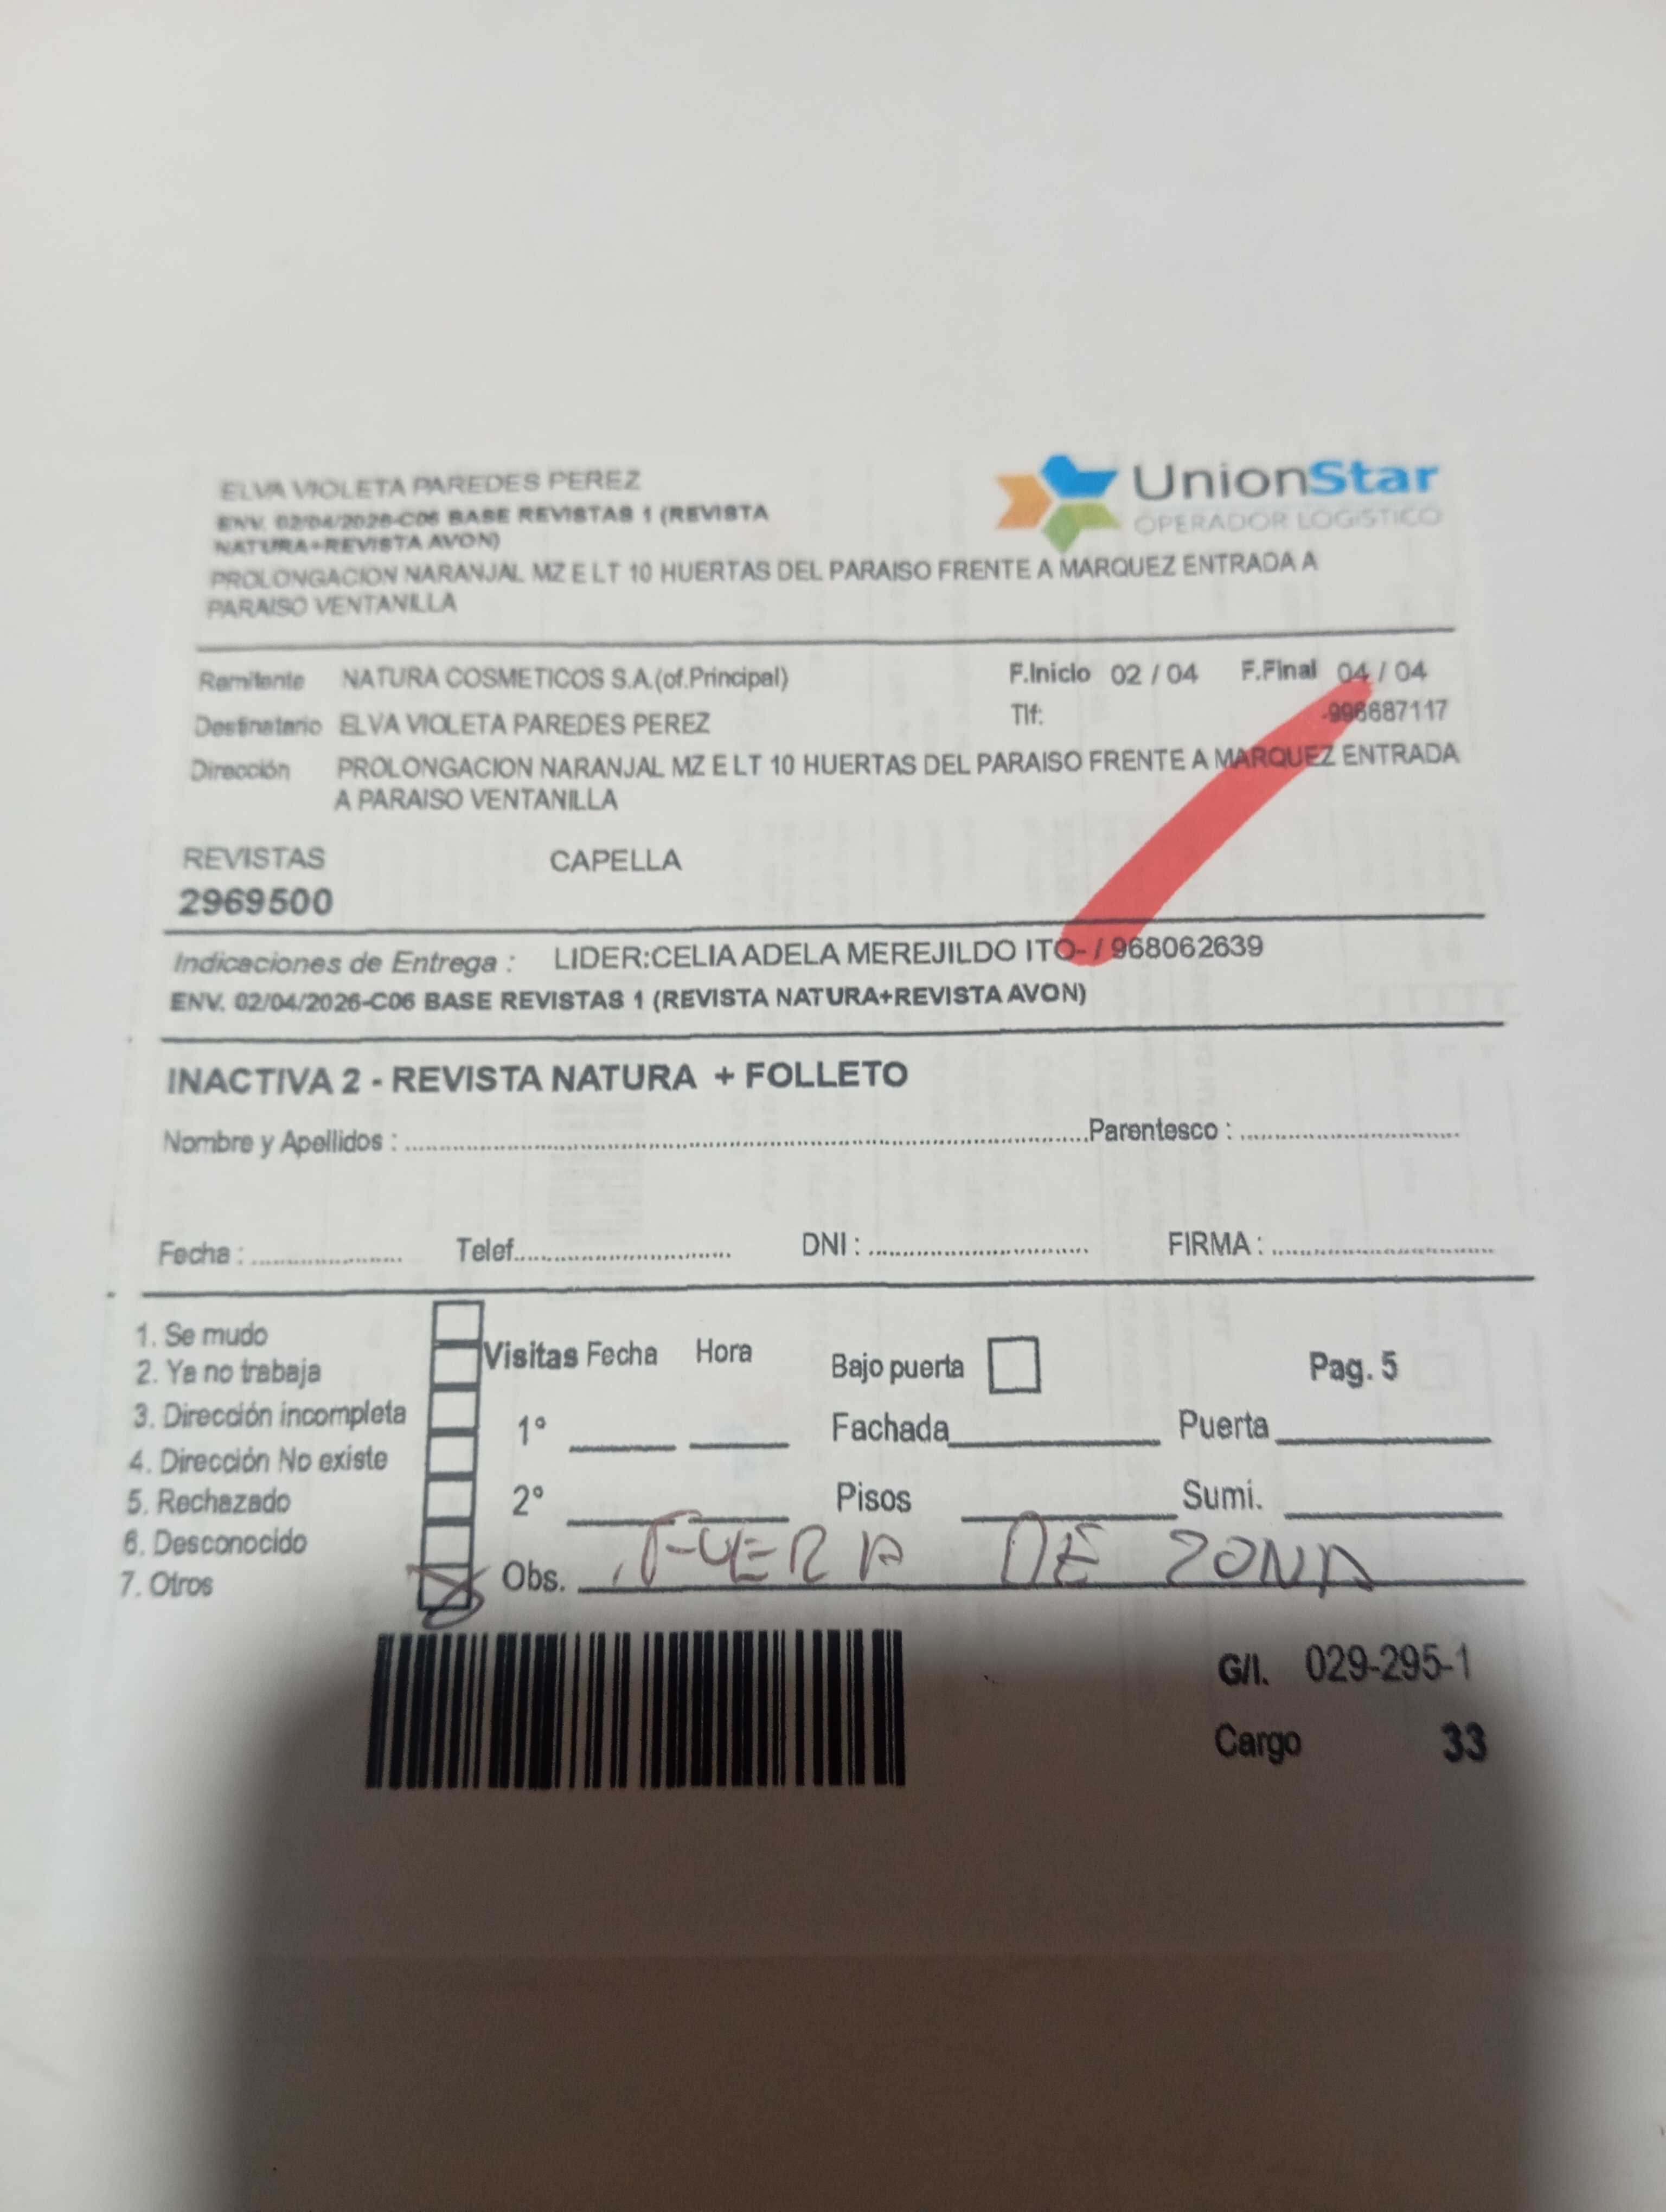 ELVA VIOLETA PAREDES PEREZ
ENV. 02/04/2026-C06 BASE REVISTAS 1 (REVISTA
NATURA+REVISTA AVON)
PROLONGACION NARANJAL MZ E LT 10 HUERTAS DEL PARAISO FRENTE A MARQUEZ ENTRADA A
PARAISO VENTANILLA
UnionStar
OPERADOR LOGISTICO
Remitente NATURA COSMETICOS S.A.(of.Principal) F.Inicio 02 / 04 F.Final 04 / 04
Destinatario ELVA VIOLETA PAREDES PEREZ Tlf: -998687117
Dirección PROLONGACION NARANJAL MZ E LT 10 HUERTAS DEL PARAISO FRENTE A MARQUEZ ENTRADA
A PARAISO VENTANILLA
REVISTAS CAPELLA
2969500
Indicaciones de Entrega : LIDER:CELIA ADELA MEREJILDO ITO- / 968062639
ENV. 02/04/2026-C06 BASE REVISTAS 1 (REVISTA NATURA+REVISTA AVON)
INACTIVA 2 - REVISTA NATURA + FOLLETO
Nombre y Apellidos : Parentesco :
Fecha : Telef. DNI : FIRMA :
1. Se mudo
2. Ya no trabaja
3. Dirección incompleta
4. Dirección No existe
5. Rechazado
6. Desconocido
7. Otros
Visitas Fecha Hora Bajo puerta Pag. 5
1° Fachada Puerta
2° Pisos Sumi.
Obs. FUERA DE ZONA
G/I. 029-295-1
Cargo 33